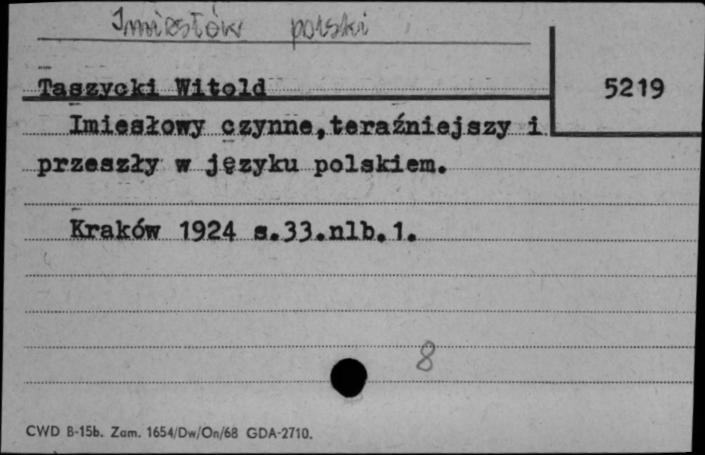 Imiesłów polski
Taszycki Witold
5219
Imiesłowy czynne,teraźniejszy i
przeszły w języku polskiem.
Kraków 1924 s.33.nlb.1.
8
CWD B-15b. Zam. 1654/Dw/On/68 GDA-2710.